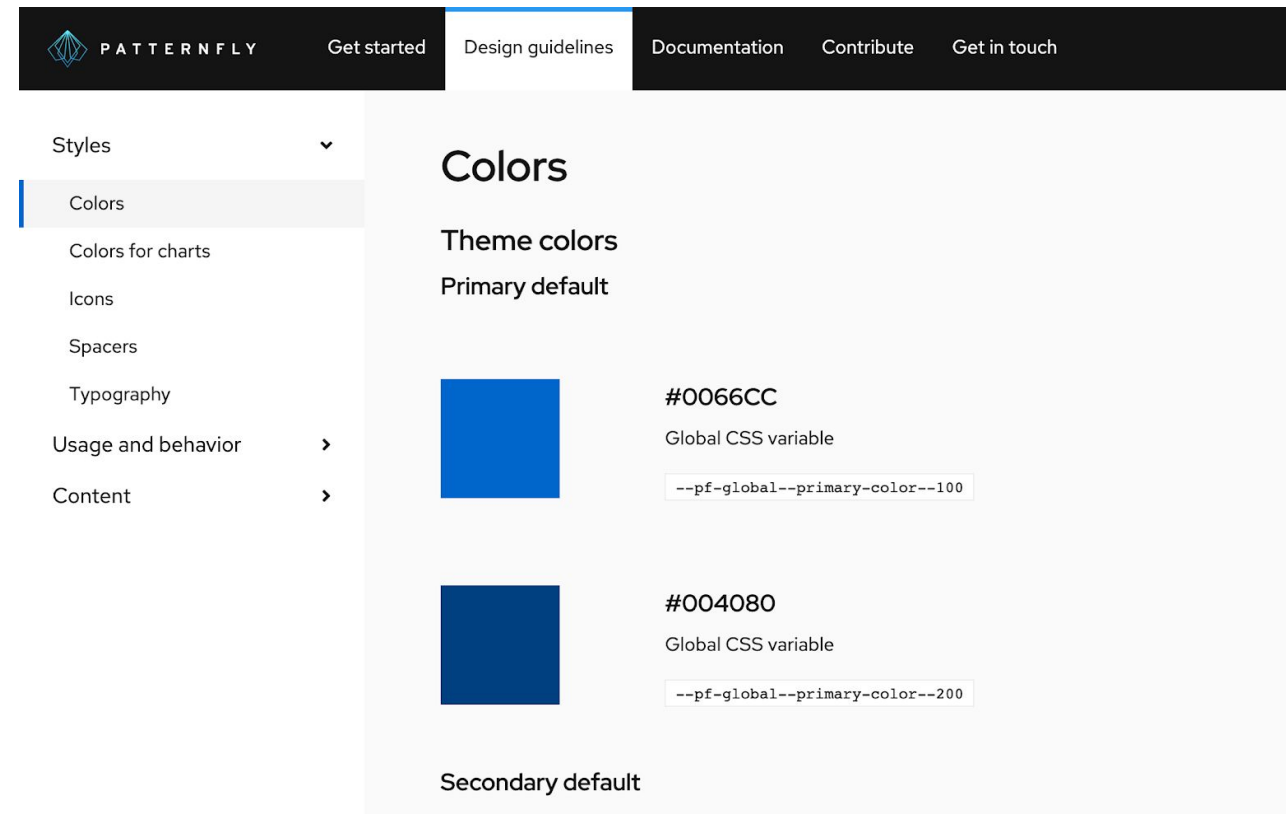 PATTERNFLY
Get started
Design guidelines
Documentation
Contribute
Get in touch
Styles
Colors
Colors for charts
Icons
Spacers
Typography
Usage and behavior
Content
Colors
Theme colors
Primary default
#0066CC
Global CSS variable
--pf-global--primary-color--100
#004080
Global CSS variable
--pf-global--primary-color--200
Secondary default